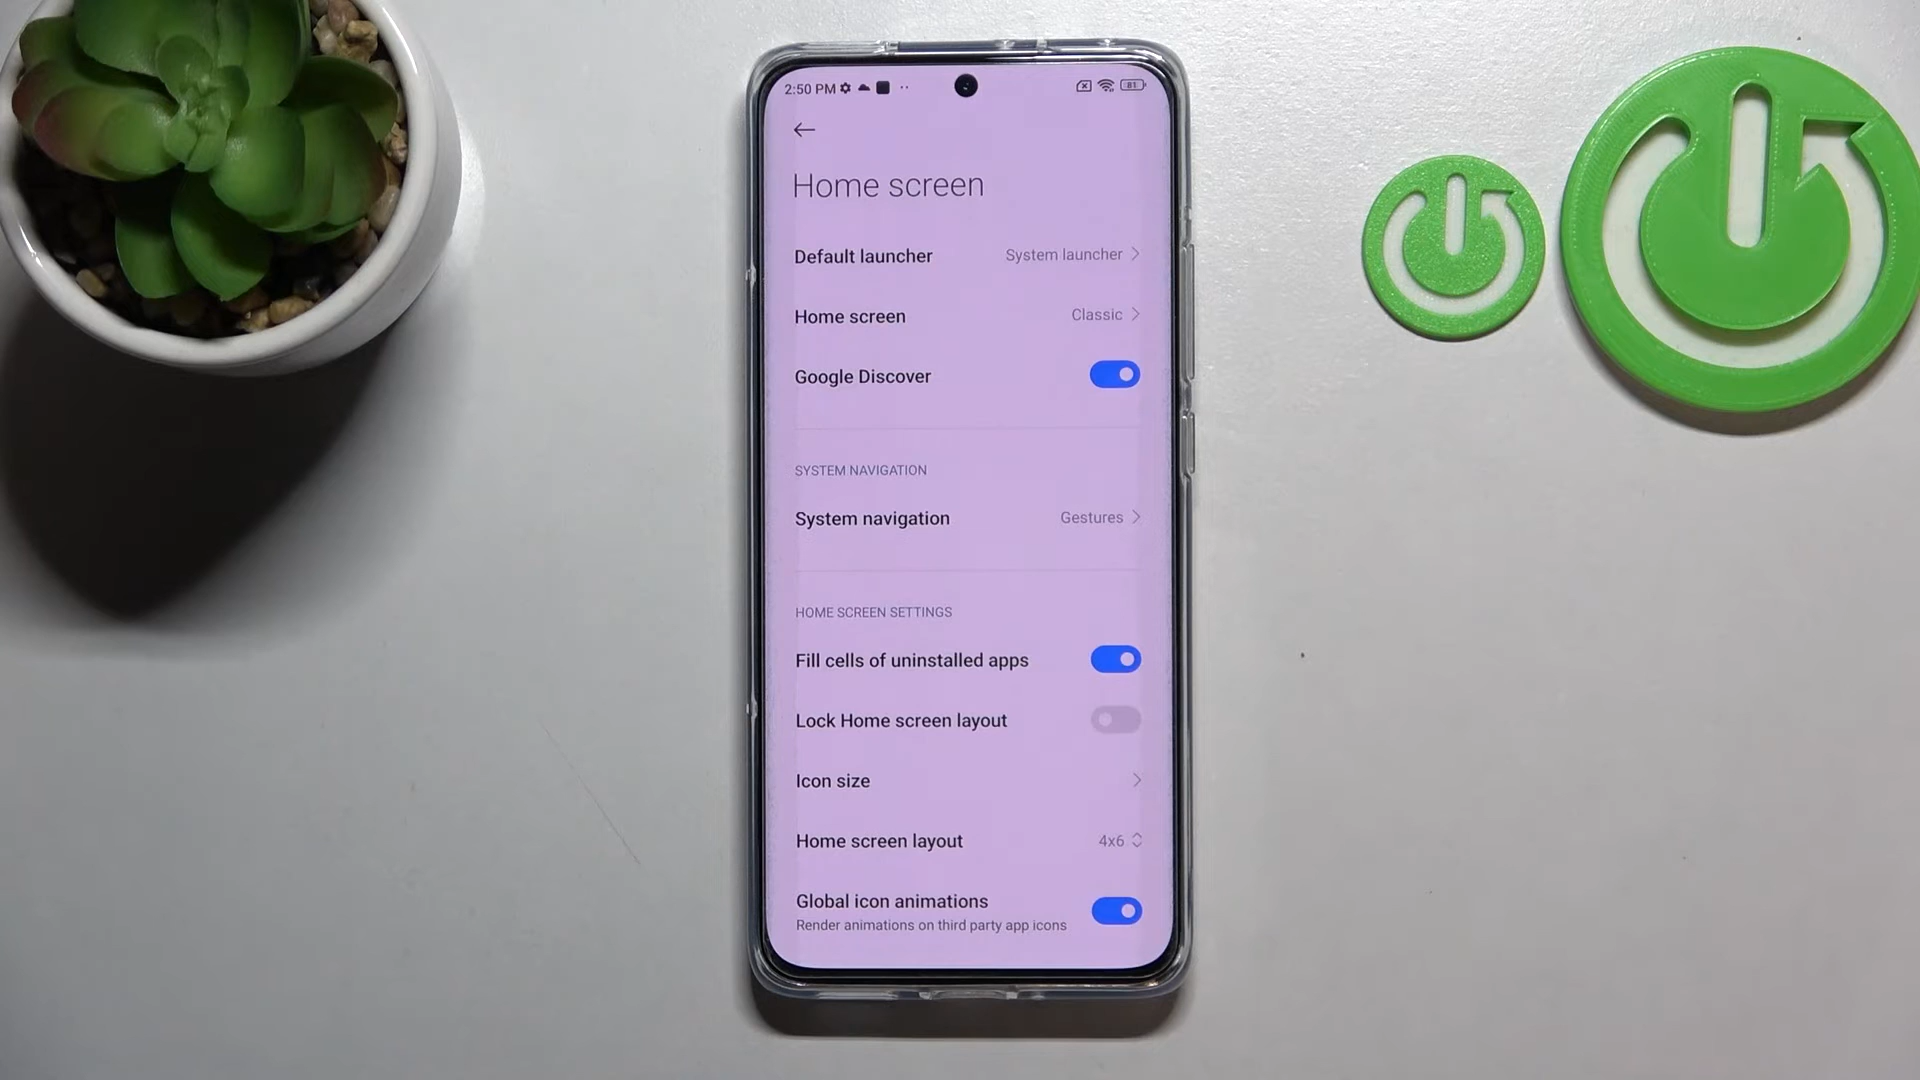 2:50 PM
81
Home screen
Default launcher System launcher
Home screen Classic
Google Discover
SYSTEM NAVIGATION
System navigation Gestures
HOME SCREEN SETTINGS
Fill cells of uninstalled apps
Lock Home screen layout
Icon size
Home screen layout 4x6
Global icon animations
Render animations on third party app icons